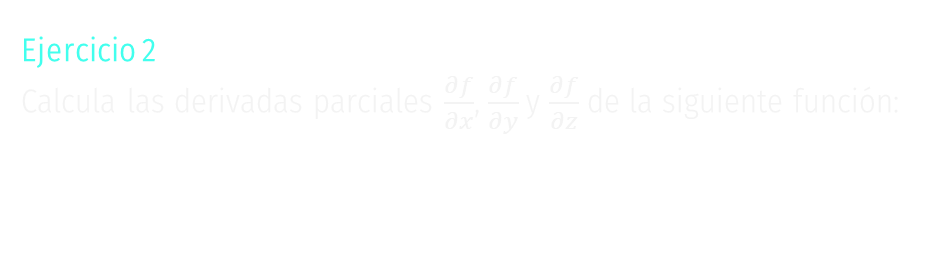 Ejercicio 2
Calcula las derivadas parciales ∂f/∂x, ∂f/∂y y ∂f/∂z de la siguiente función: